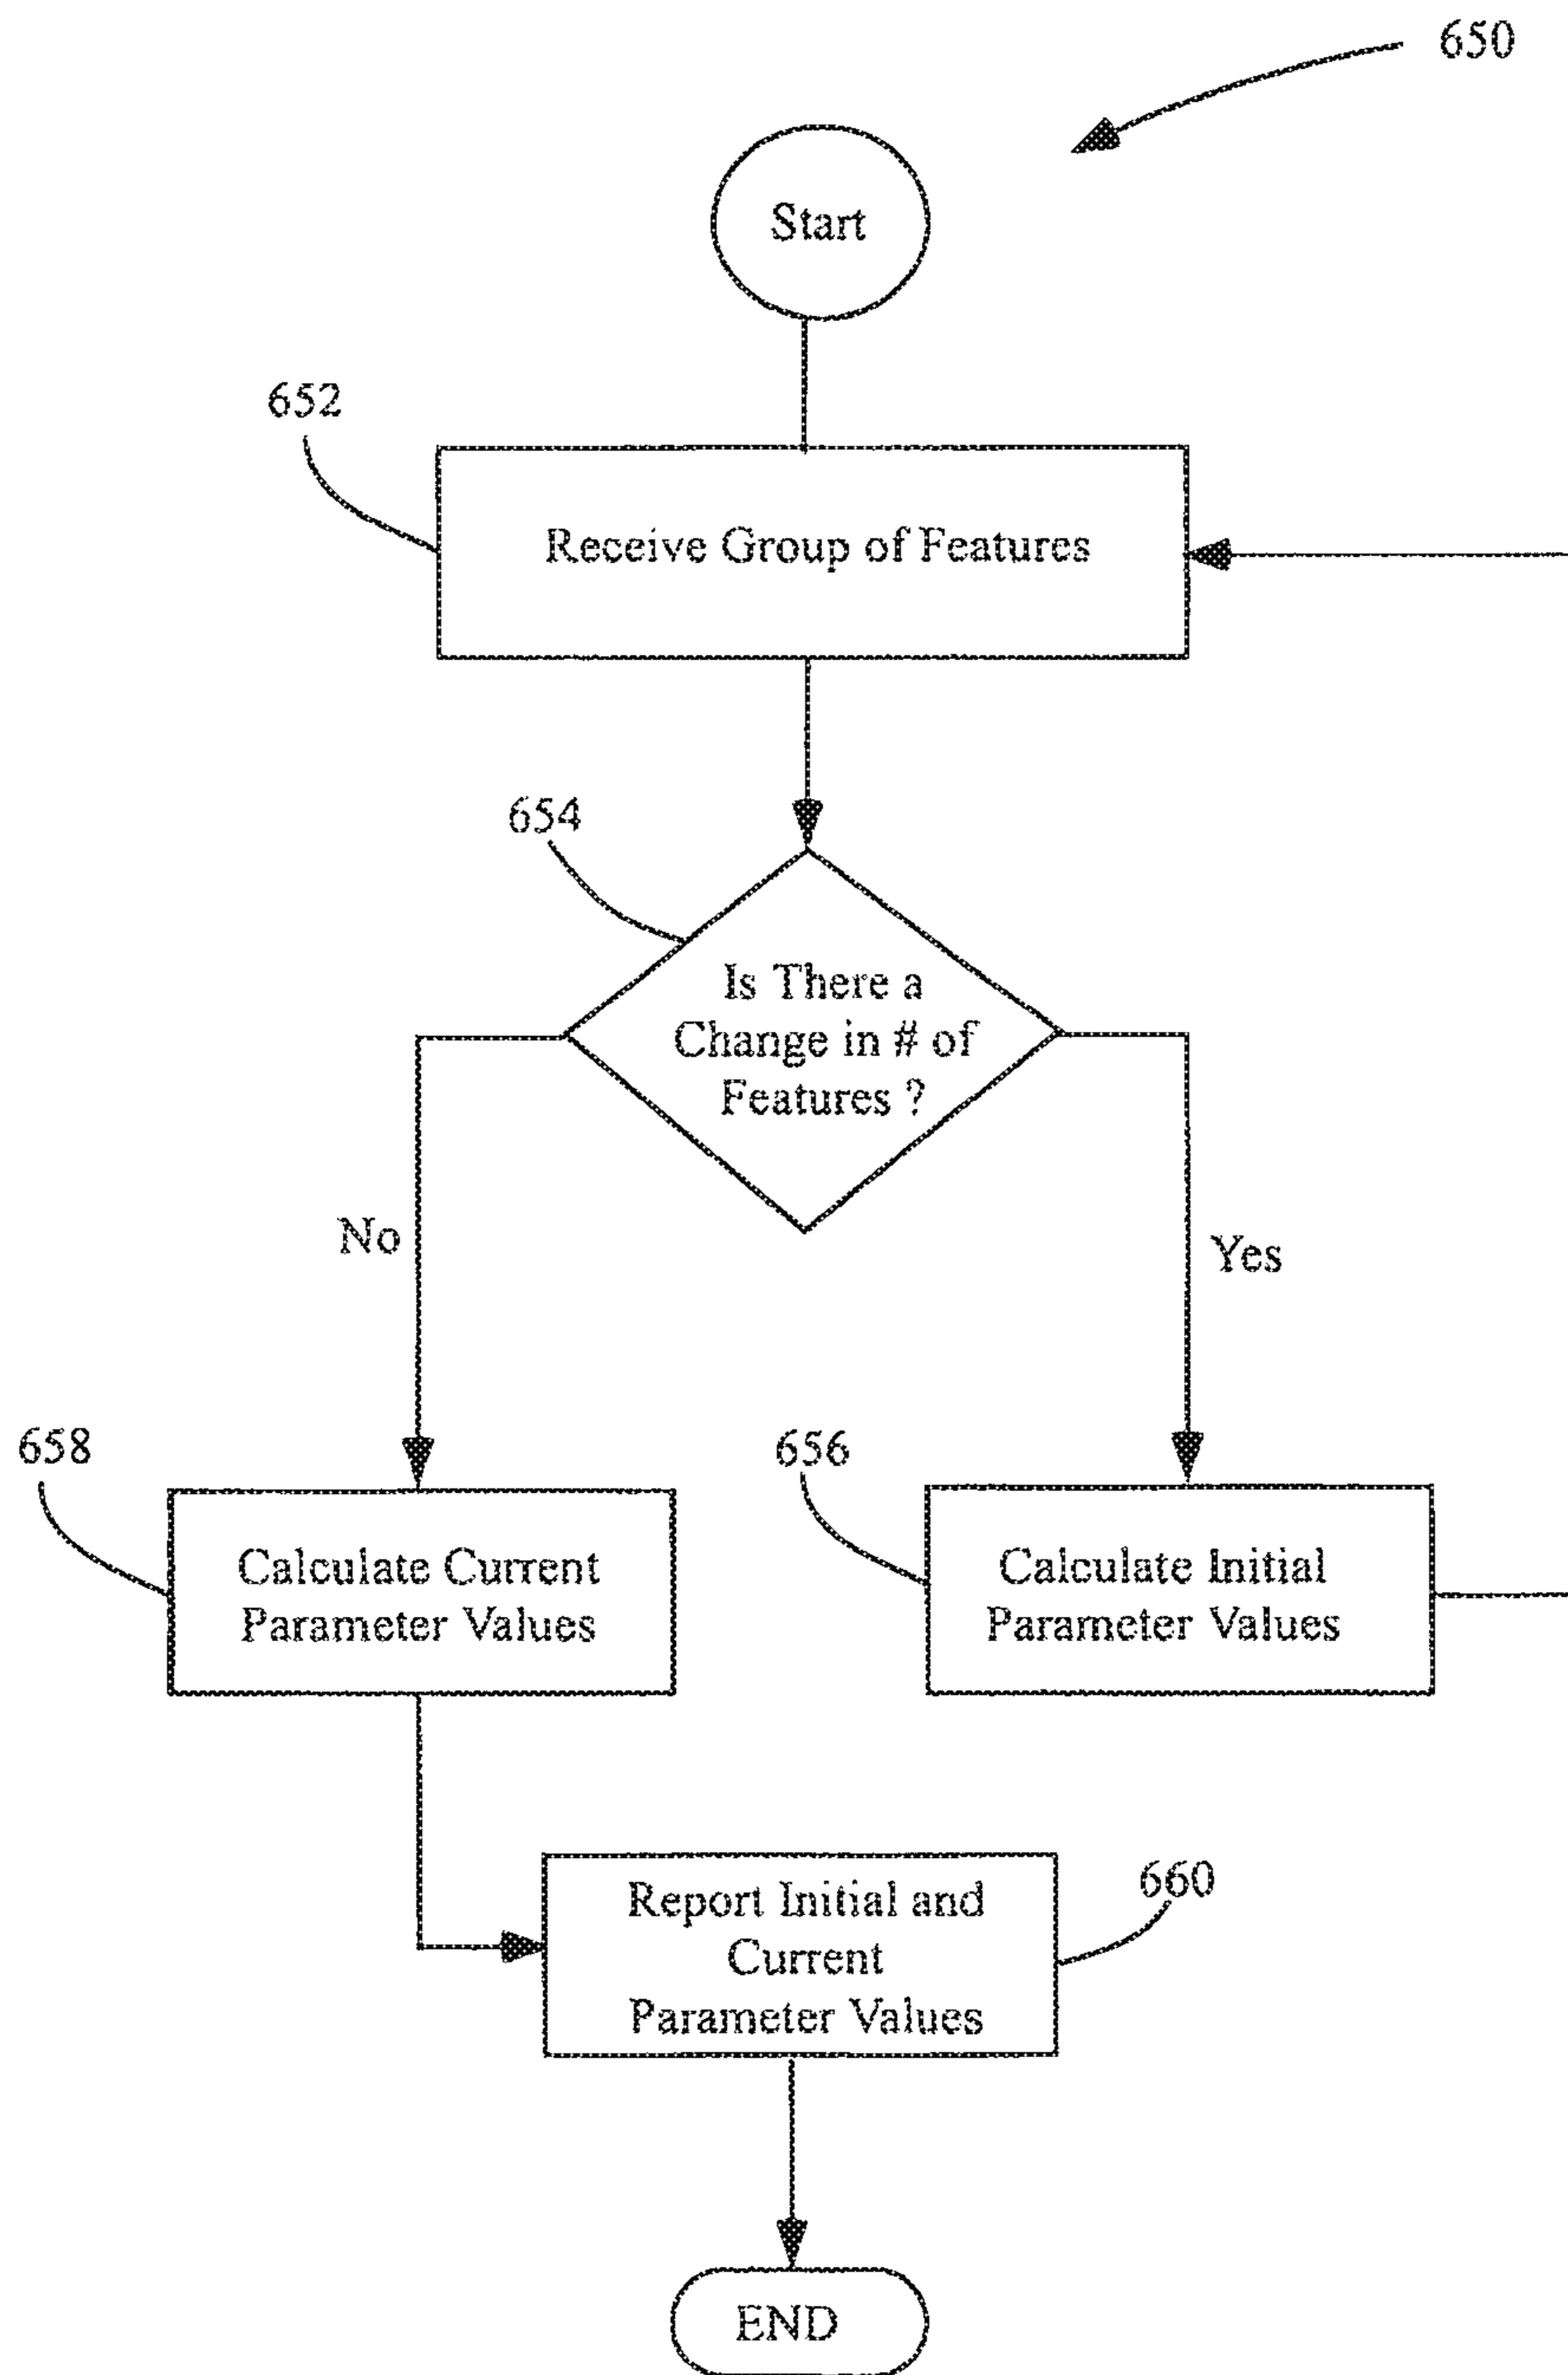 650
Start
652
Receive Group of Features
654
Is There a
Change in # of
Features ?
No
Yes
658
656
Calculate Current
Parameter Values
Calculate Initial
Parameter Values
660
Report Initial and
Current
Parameter Values
END